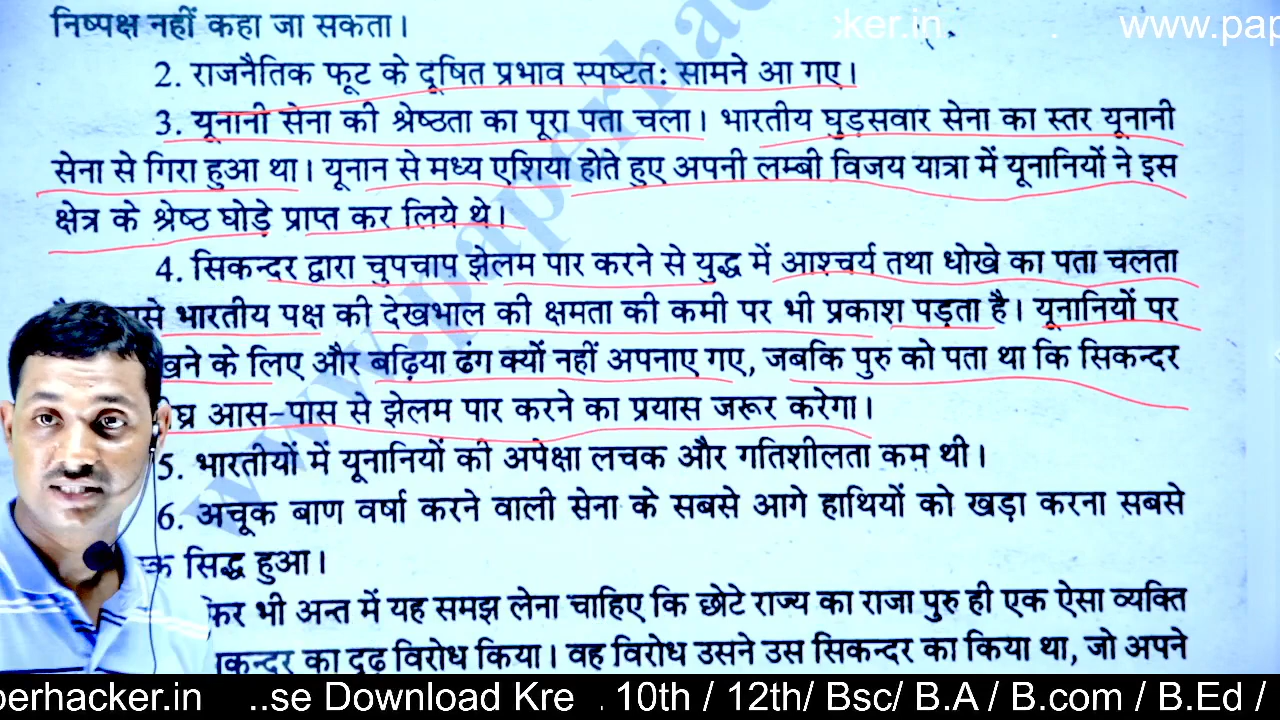 ker.in www.pap
निष्पक्ष नहीं कहा जा सकता।
2. राजनैतिक फूट के दूषित प्रभाव स्पष्टतः सामने आ गए।
3. यूनानी सेना की श्रेष्ठता का पूरा पता चला। भारतीय घुड़सवार सेना का स्तर यूनानी
सेना से गिरा हुआ था। यूनान से मध्य एशिया होते हुए अपनी लम्बी विजय यात्रा में यूनानियों ने इस
क्षेत्र के श्रेष्ठ घोड़े प्राप्त कर लिये थे।
4. सिकन्दर द्वारा चुपचाप झेलम पार करने से युद्ध में आश्चर्य तथा धोखे का पता चलता
भारतीय पक्ष की देखभाल की क्षमता की कमी पर भी प्रकाश पड़ता है। यूनानियों पर
के लिए और बढ़िया ढंग क्यों नहीं अपनाए गए, जबकि पुरु को पता था कि सिकन्दर
आस-पास से झेलम पार करने का प्रयास जरूर करेगा।
5. भारतीयों में यूनानियों की अपेक्षा लचक और गतिशीलता कम थी।
6. अचूक बाण वर्षा करने वाली सेना के सबसे आगे हाथियों को खड़ा करना सबसे
सिद्ध हुआ।
भी अन्त में यह समझ लेना चाहिए कि छोटे राज्य का राजा पुरु ही एक ऐसा व्यक्ति
का दृढ़ विरोध किया। वह विरोध उसने उस सिकन्दर का किया था, जो अपने
perhacker.in ..se Download Kre . 10th / 12th/ Bsc/ B.A / B.com / B.Ed /